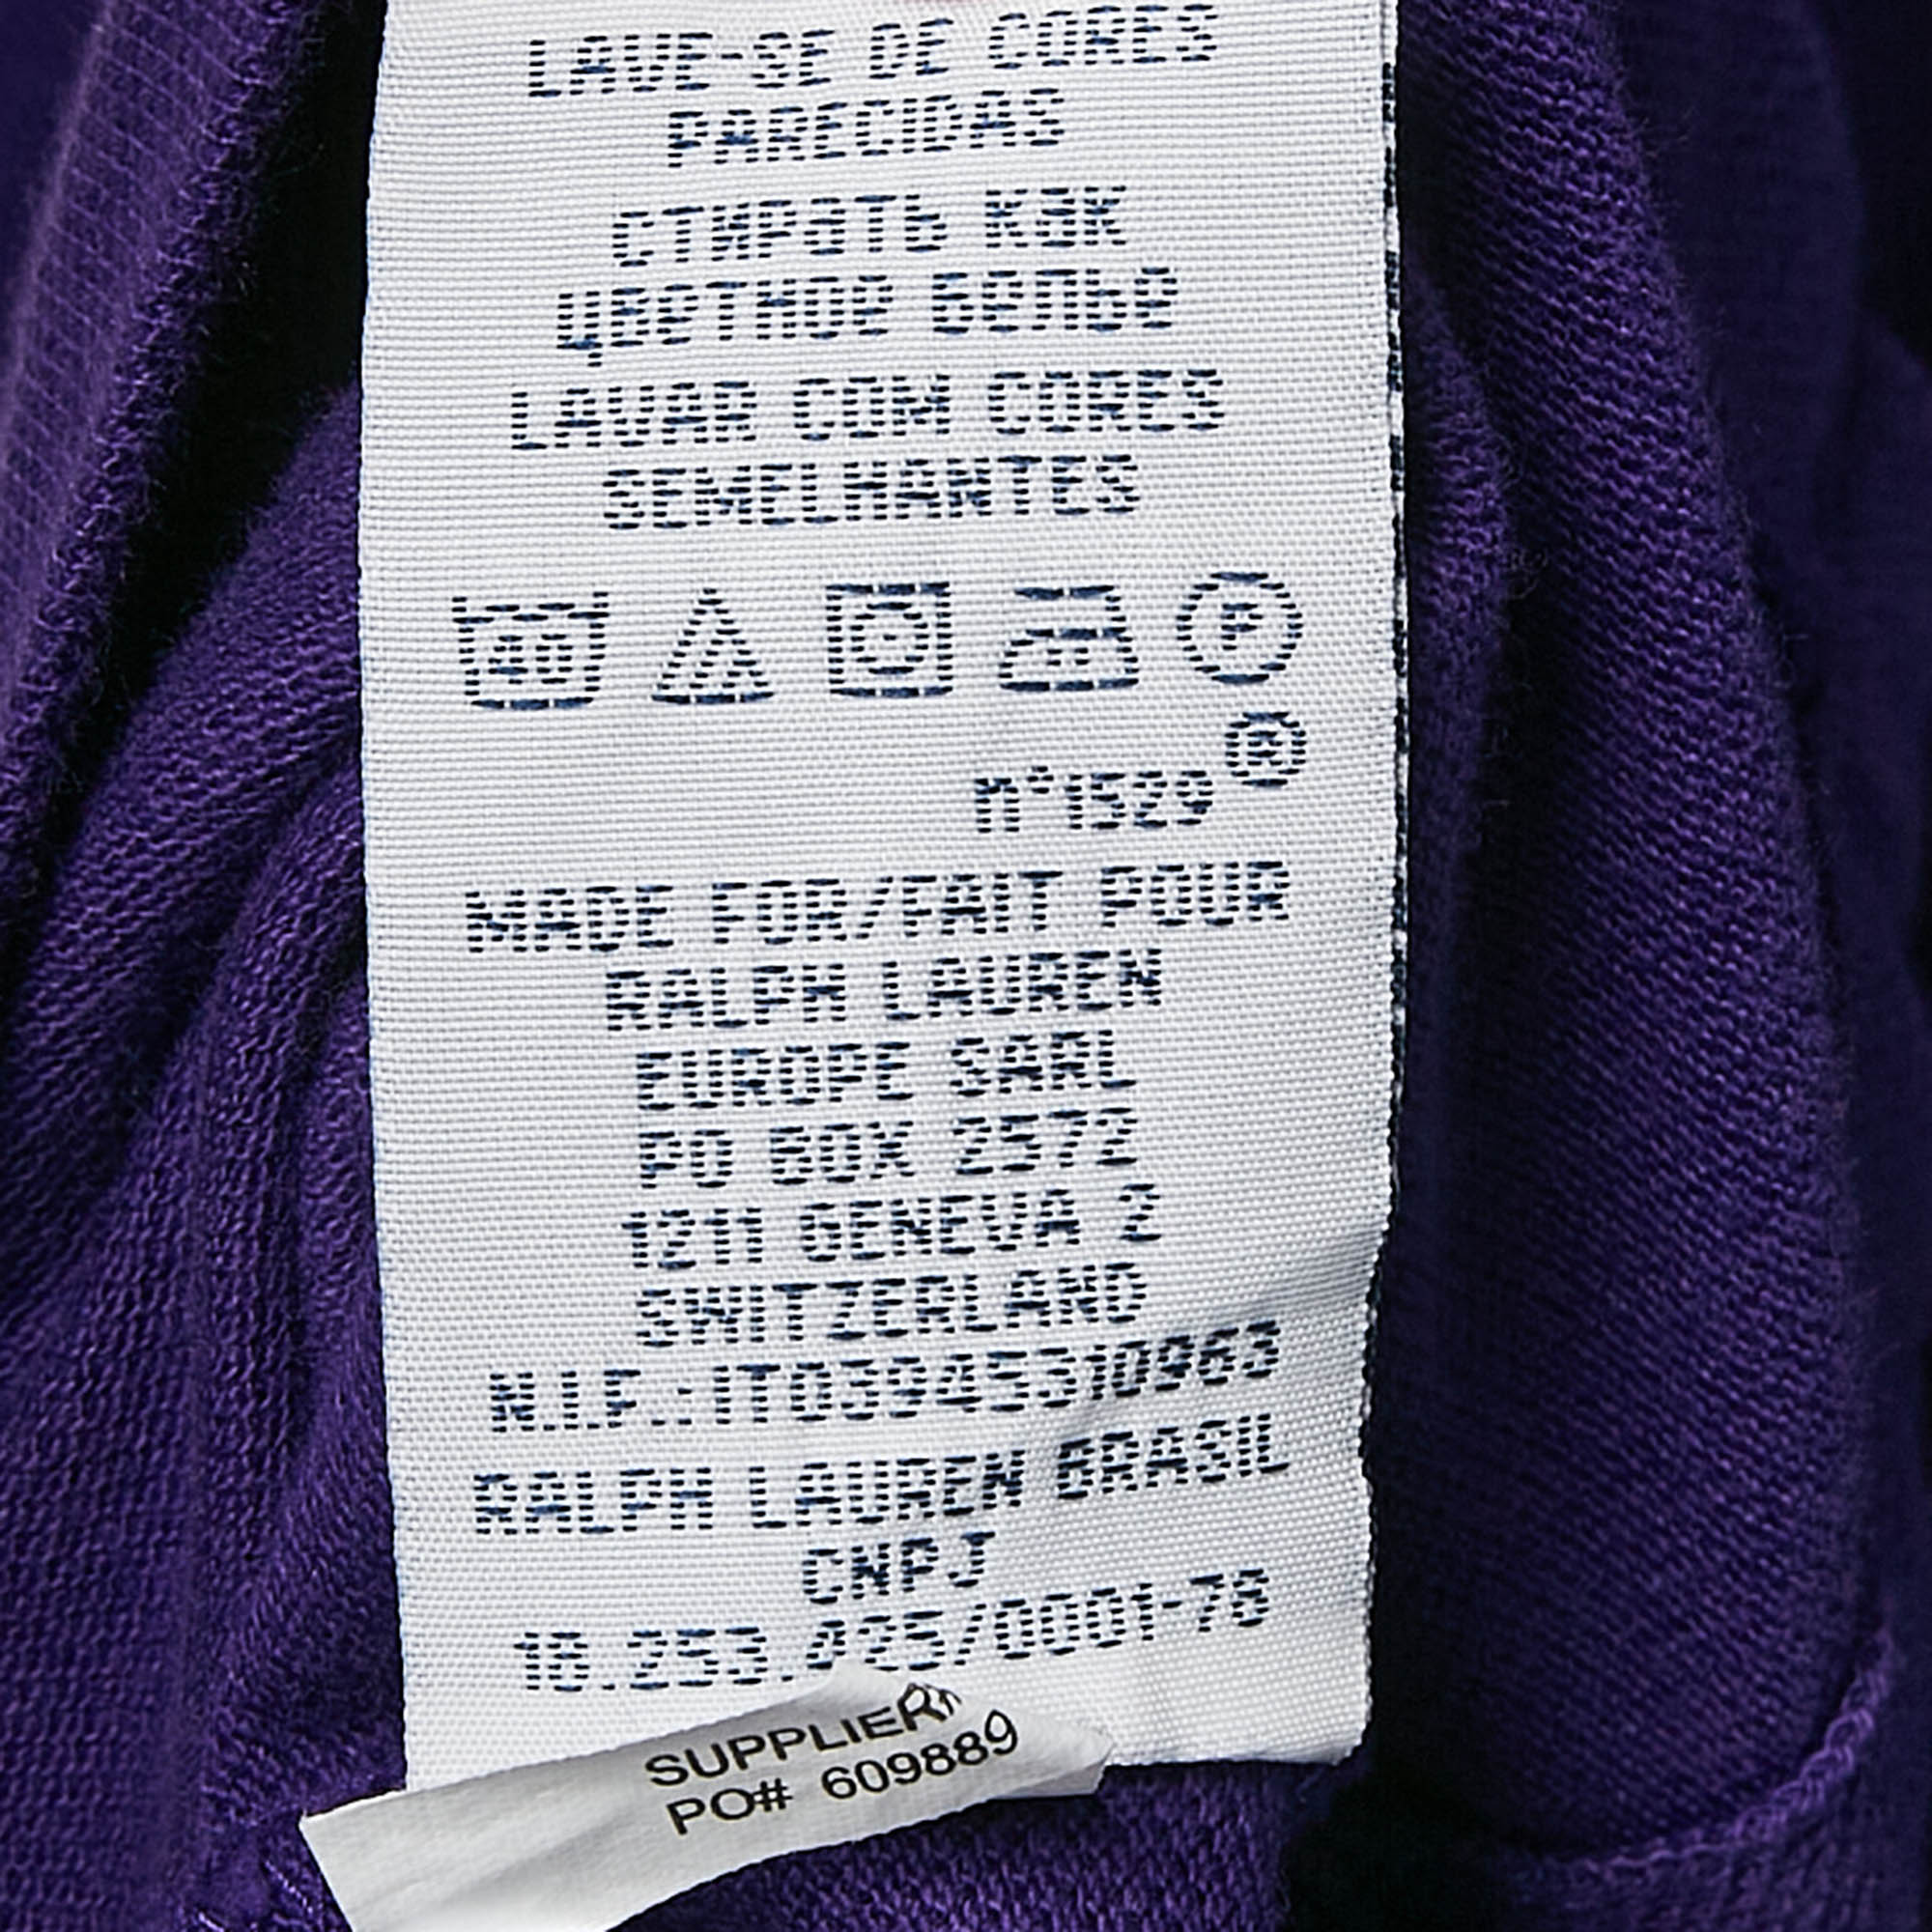 LAVE-SE DE CORES
PARECIDAS
стирать как
цветное белье
LAVAR COM CORES
SEMELHANTES
40 P
n°1529®
MADE FOR/FAIT POUR
RALPH LAUREN
EUROPE SARL
PO BOX 2572
1211 GENEVA 2
SWITZERLAND
N.I.F.:IT03945310963
RALPH LAUREN BRASIL
CNPJ
16.253.425/0001-78
SUPPLIER
PO# 609889